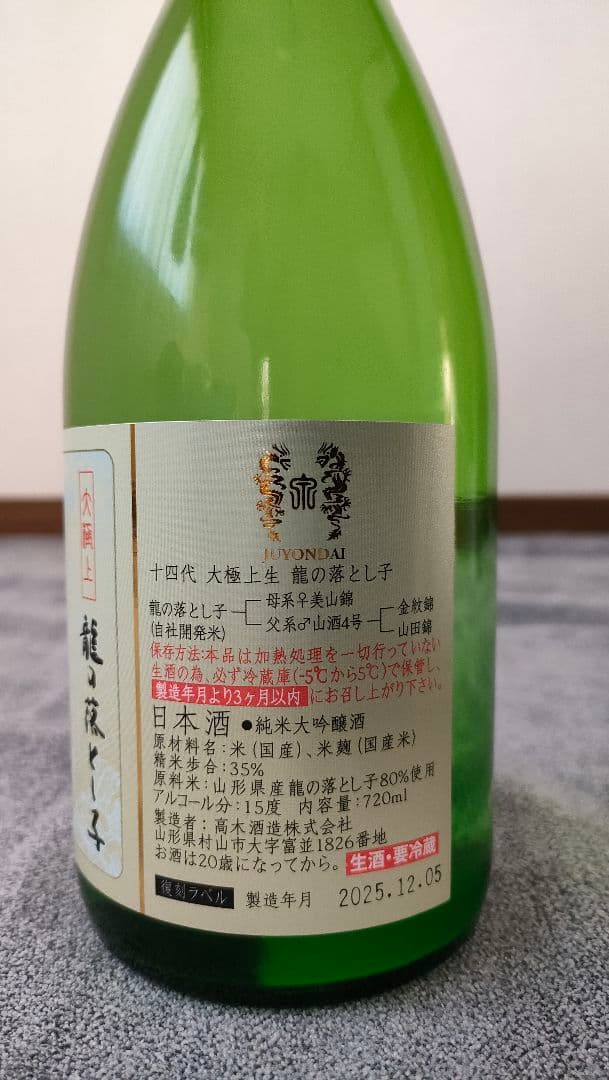 大極上
龍の落とし子
JUYONDAI
十四代 大極上生 龍の落とし子
龍の落とし子
(自社開発米)
母系♀美山錦
父系♂山酒4号
金紋錦
山田錦
保存方法:本品は加熱処理を一切行っていない
生酒の為、必ず冷蔵庫(-5℃から5℃)で保管し、
製造年月より3ヶ月以内にお召し上がり下さい。
日本酒 ●純米大吟醸酒
原材料名:米(国産)、米麹(国産米)
精米歩合:35%
原料米:山形県産龍の落とし子80%使用
アルコール分:15度 内容量:720ml
製造者:高木酒造株式会社
山形県村山市大字富並1826番地
お酒は20歳になってから。 生酒・要冷蔵
復刻ラベル 製造年月 2025.12.05